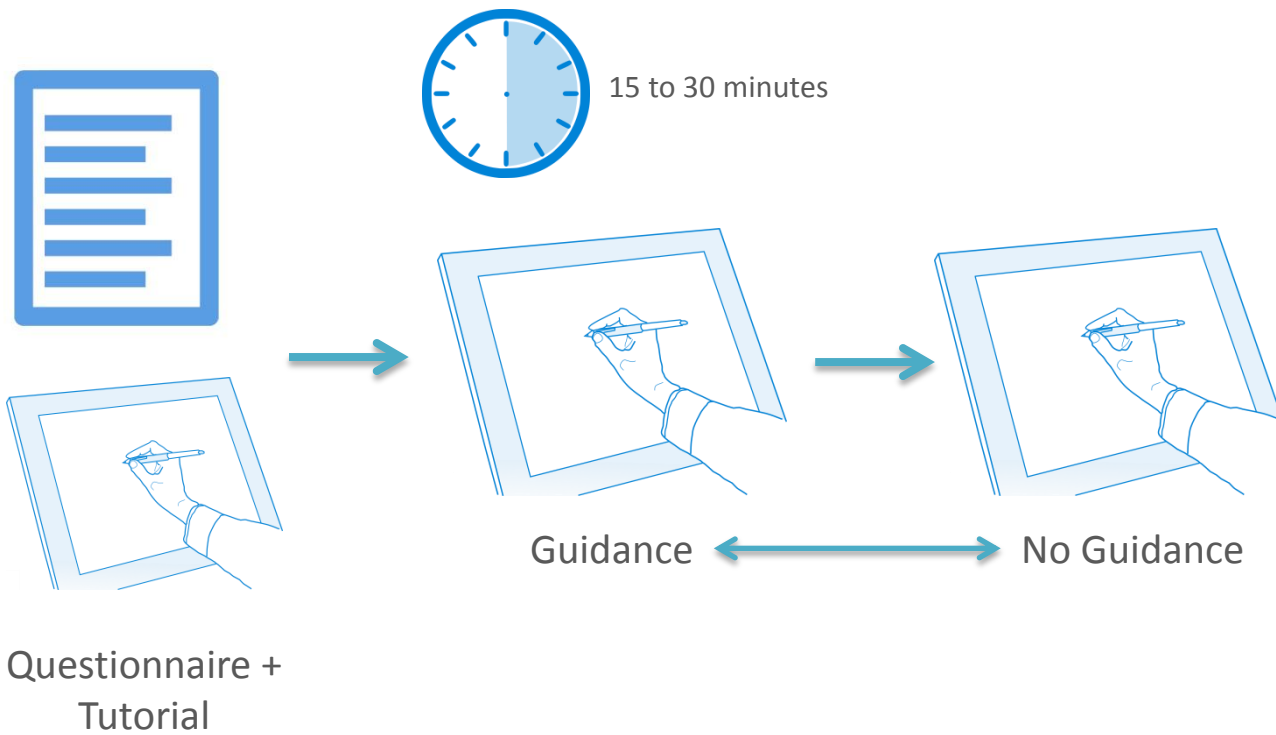 15 to 30 minutes
Guidance
No Guidance
Questionnaire +
Tutorial